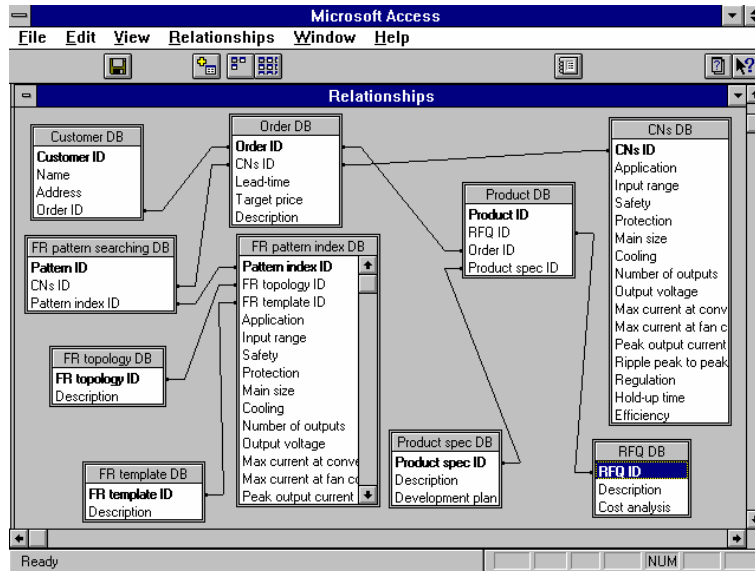 Microsoft Access
File Edit View Relationships Window Help
Relationships
Customer DB
Customer ID
Name
Address
Order ID
Order DB
Order ID
CNs ID
Lead-time
Target price
Description
CNs DB
CNs ID
Application
Input range
Safety
Protection
Main size
Cooling
Number of outputs
Output voltage
Max current at conv
Max current at fan c
Peak output current
Ripple peak to peak
Regulation
Hold-up time
Efficiency
Product DB
Product ID
RFQ ID
Order ID
Product spec ID
FR pattern searching DB
Pattern ID
CNs ID
Pattern index ID
FR pattern index DB
Pattern index ID
FR topology ID
FR template ID
Application
Input range
Safety
Protection
Main size
Cooling
Number of outputs
Output voltage
Max current at conve
Max current at fan co
Peak output current
FR topology DB
FR topology ID
Description
FR template DB
FR template ID
Description
Product spec DB
Product spec ID
Description
Development plan
RFQ DB
RFQ ID
Description
Cost analysis
Ready
NUM